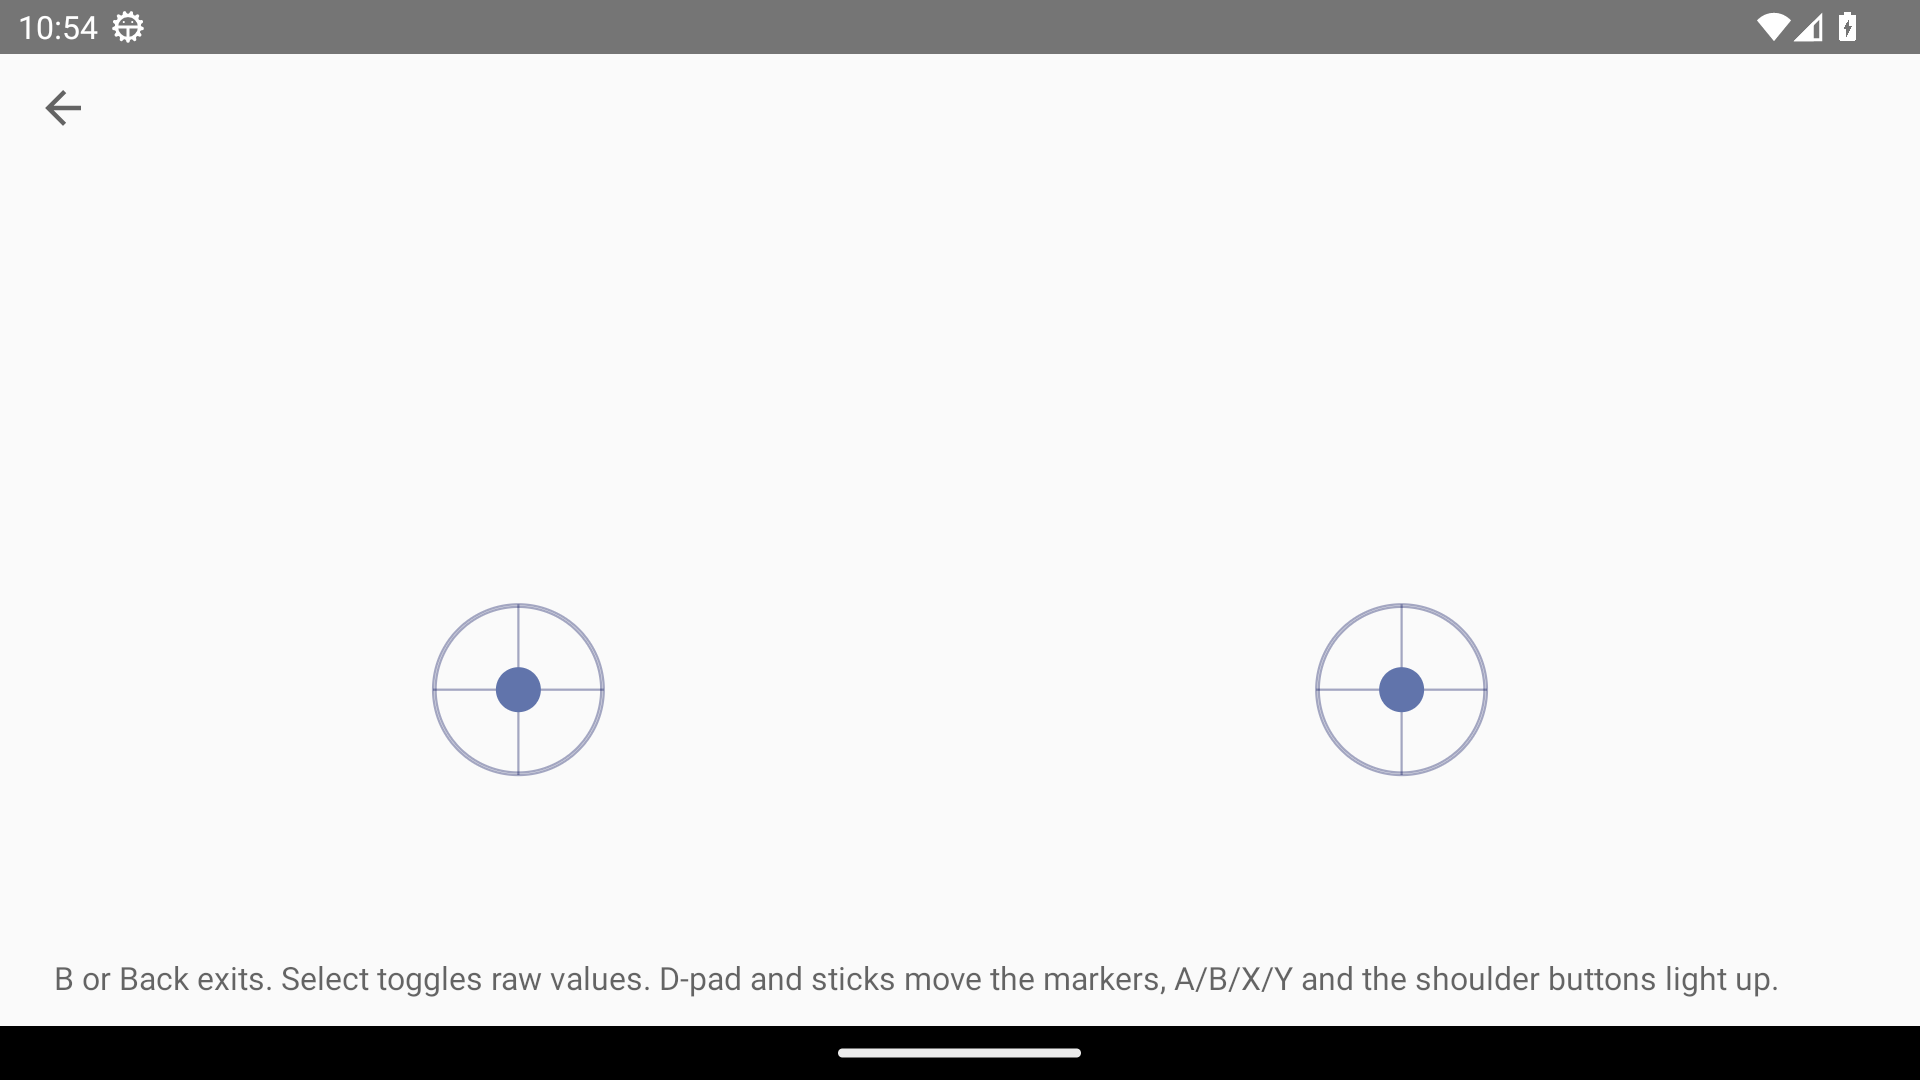 10:54
B or Back exits. Select toggles raw values. D-pad and sticks move the markers, A/B/X/Y and the shoulder buttons light up.